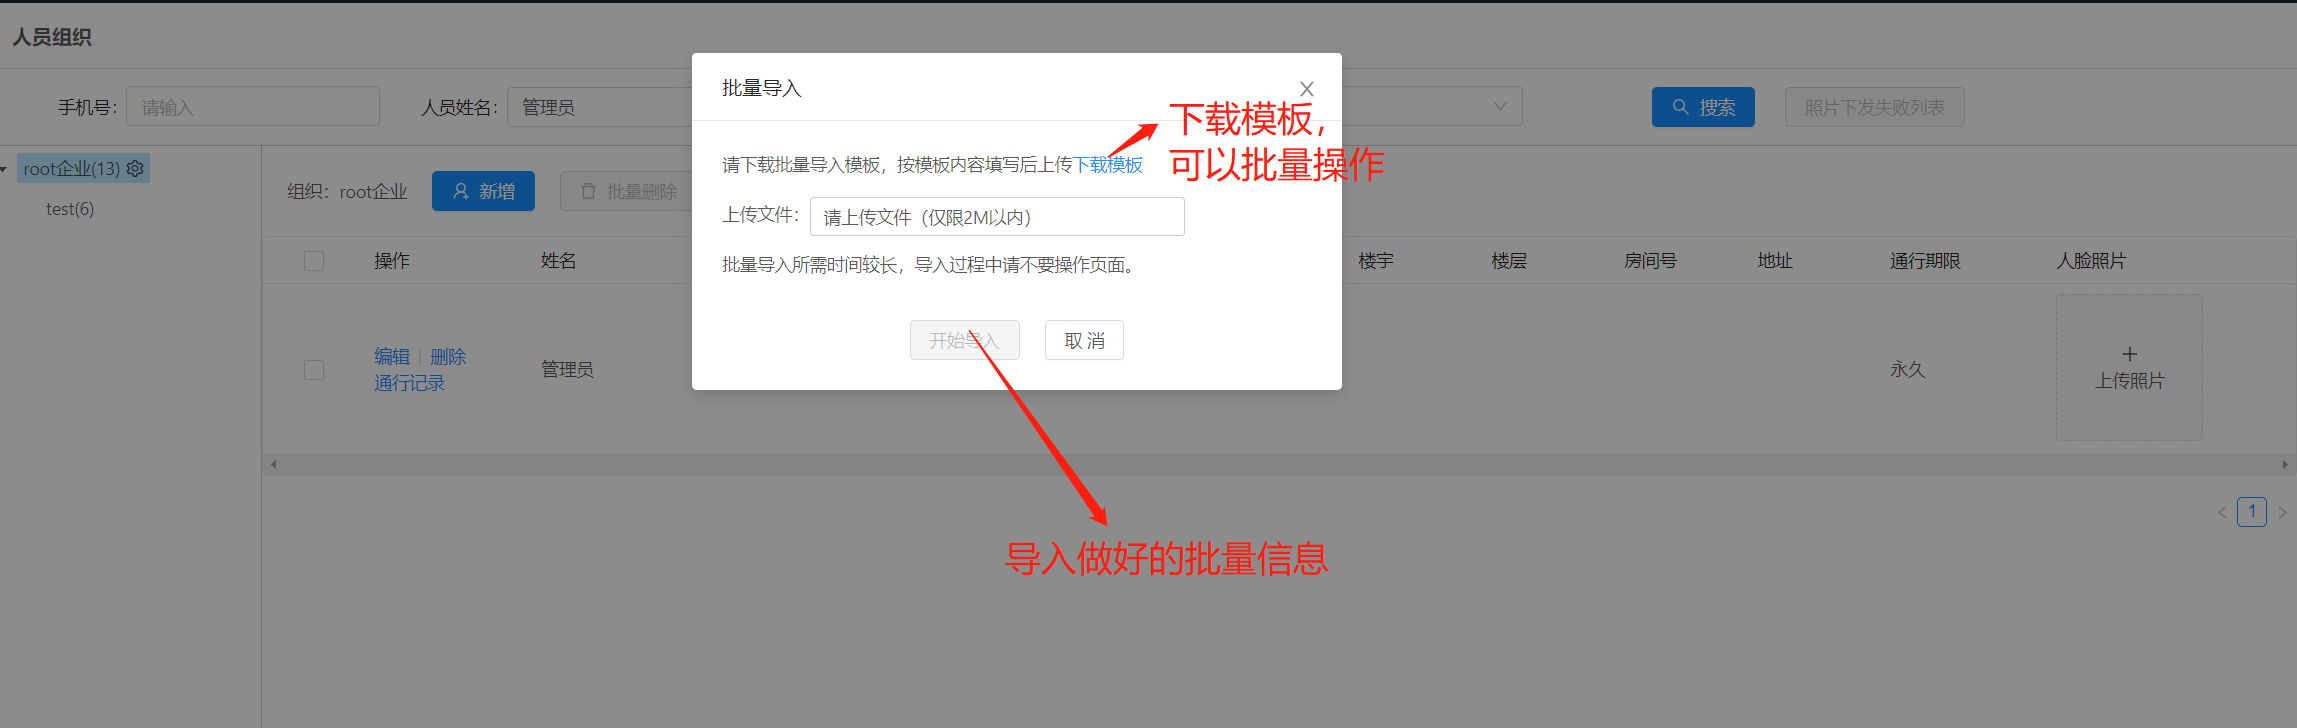 人员组织
手机号： 请输入 人员姓名： 管理员 搜索 照片下发失败列表
批量导入
下载模板，
可以批量操作
请下载批量导入模板，按模板内容填写后上传下载模板
上传文件： 请上传文件（仅限2M以内）
批量导入所需时间较长，导入过程中请不要操作页面。
开始导入 取 消
root企业(13)
test(6)
组织：root企业 新增 批量删除
操作 姓名 楼宇 楼层 房间号 地址 通行期限 人脸照片
编辑 | 删除
通行记录
管理员 永久 上传照片
1
导入做好的批量信息